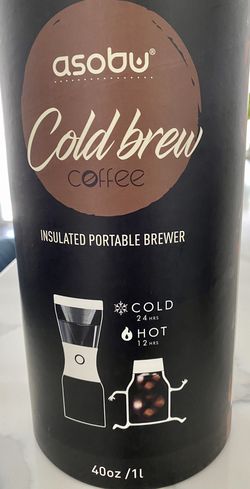 asobu®
Cold brew
coffee
INSULATED PORTABLE BREWER
COLD
24 HRS
HOT
12 HRS
40oz / 1l